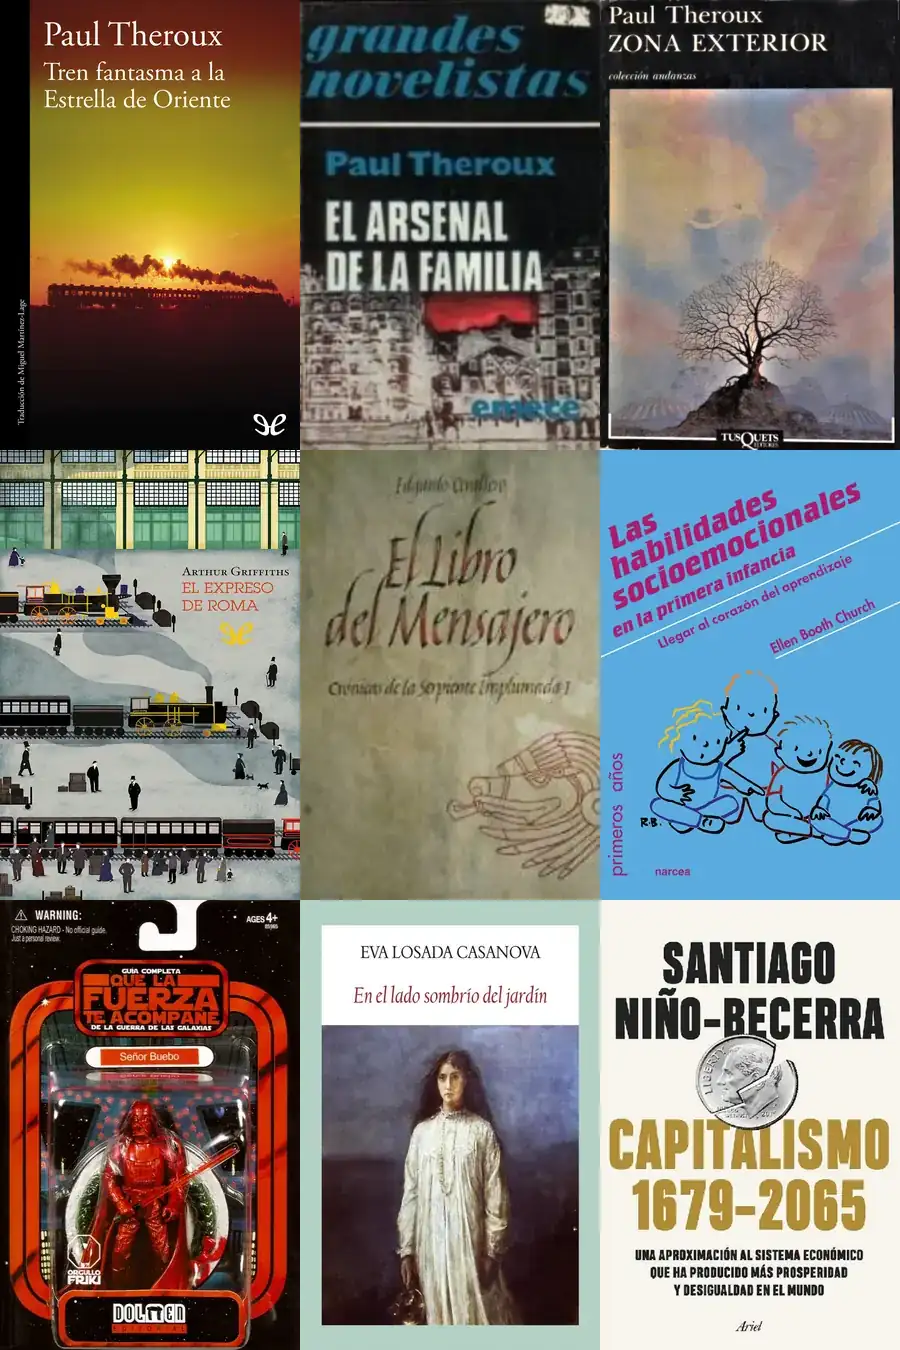 Paul Theroux
Tren fantasma a la
Estrella de Oriente
Traducción de Miguel Martínez-Lage
grandes
novelistas
Paul Theroux
EL ARSENAL
DE LA FAMILIA
emecé
Paul Theroux
ZONA EXTERIOR
colección andanzas
TUSQUETS
EDITORES
ARTHUR GRIFFITHS
EL EXPRESO
DE ROMA
Edgardo Civallero
El Libro
del Mensajero
Crónicas de la Serpiente Emplumada I
Las
habilidades
socioemocionales
en la primera infancia
Llegar al corazón del aprendizaje
Ellen Booth Church
primeros años
R.B.
narcea
WARNING:
CHOKING HAZARD - No official guide.
Just a personal review.
AGES 4+
GUÍA COMPLETA
QUE LA
FUERZA
TE ACOMPAÑE
DE LA GUERRA DE LAS GALAXIAS
Señor Buebo
ORGULLO
FRIKI
DOLMEN
EDITORIAL
EVA LOSADA CASANOVA
En el lado sombrío del jardín
SANTIAGO
NIÑO-BECERRA
LIBERTY
CAPITALISMO
1679-2065
UNA APROXIMACIÓN AL SISTEMA ECONÓMICO
QUE HA PRODUCIDO MÁS PROSPERIDAD
Y DESIGUALDAD EN EL MUNDO
Ariel